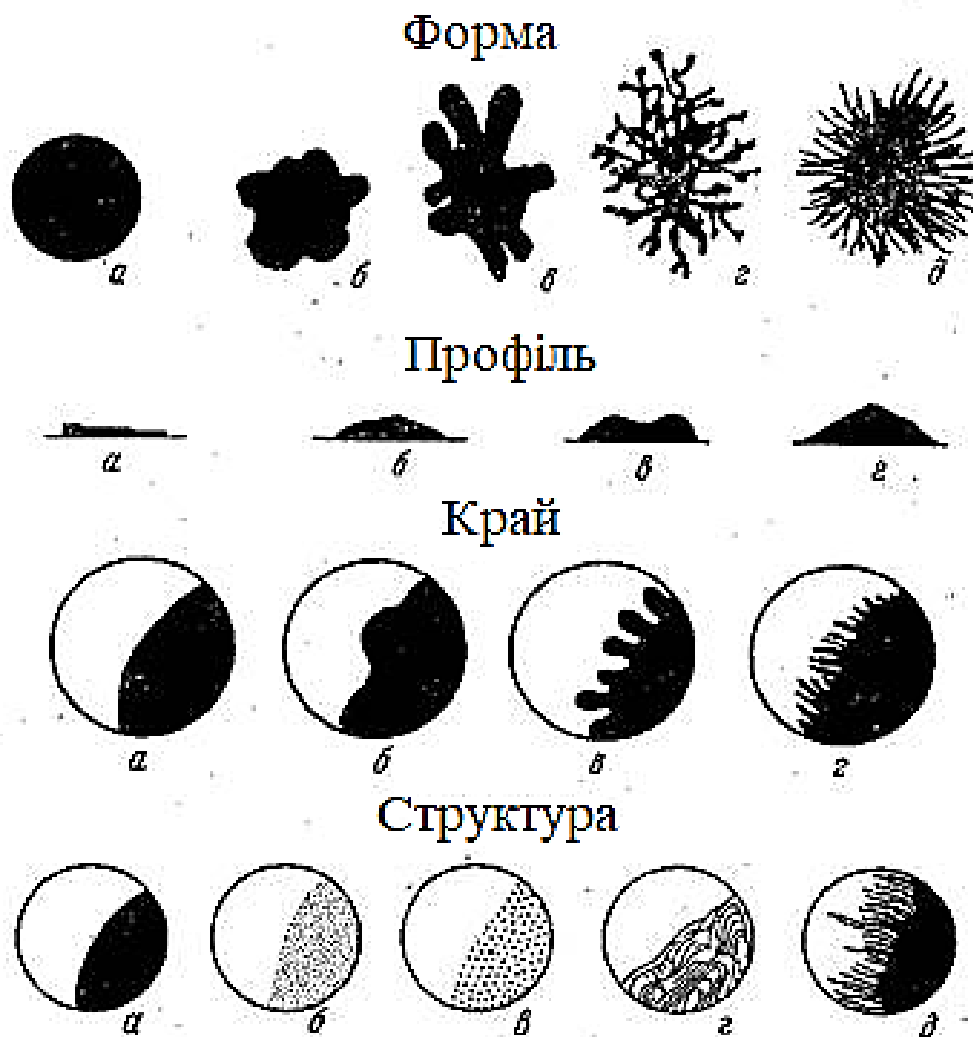 Форма
а б в г д
Профіль
а б в г
Край
а б в г
Структура
а б в г д